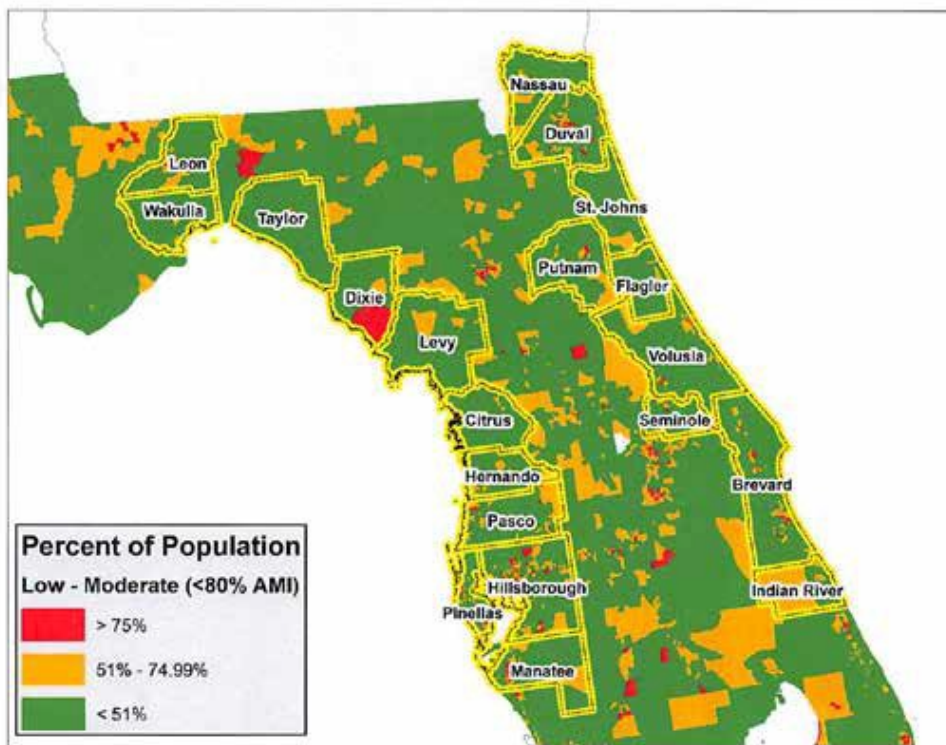 Nassau
Duval
Leon
St. Johns
Wakulla
Taylor
Putnam
Flagler
Dixie
Levy
Volusia
Citrus
Seminole
Hernando
Brevard
Pasco
Hillsborough
Indian River
Pinellas
Manatee
Percent of Population
Low - Moderate (<80% AMI)
> 75%
51% - 74.99%
< 51%